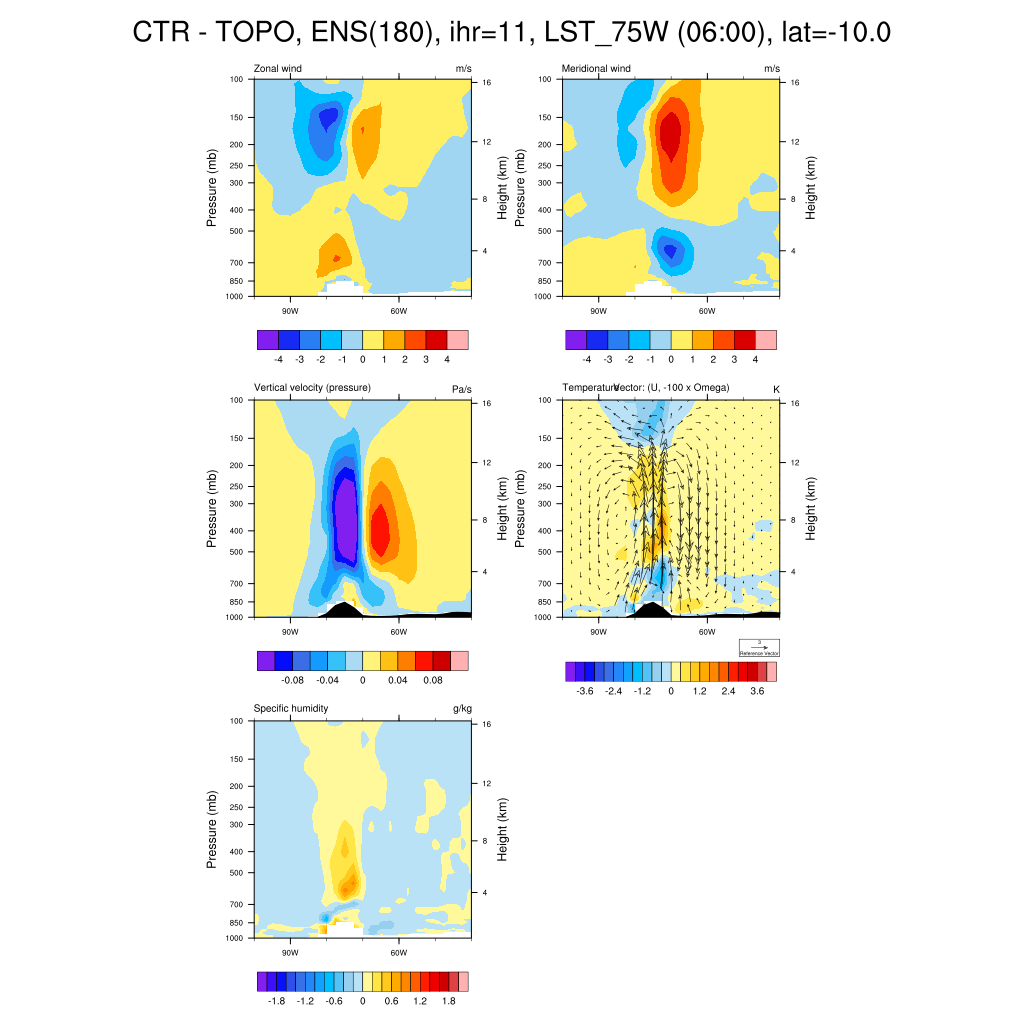 CTR - TOPO, ENS(180), ihr=11, LST_75W (06:00), lat=-10.0
Zonal wind m/s
100
150
200
250
300
400
500
700
850
1000
Pressure (mb)
16
12
8
4
Height (km)
90W 60W
-4 -3 -2 -1 0 1 2 3 4
Meridional wind m/s
100
150
200
250
300
400
500
700
850
1000
Pressure (mb)
16
12
8
4
Height (km)
90W 60W
-4 -3 -2 -1 0 1 2 3 4
Vertical velocity (pressure) Pa/s
100
150
200
250
300
400
500
700
850
1000
Pressure (mb)
16
12
8
4
Height (km)
90W 60W
-0.08 -0.04 0 0.04 0.08
Temperature Vector: (U, -100 x Omega) K
100
150
200
250
300
400
500
700
850
1000
Pressure (mb)
16
12
8
4
Height (km)
90W 60W
3
Reference Vector
-3.6 -2.4 -1.2 0 1.2 2.4 3.6
Specific humidity g/kg
100
150
200
250
300
400
500
700
850
1000
Pressure (mb)
16
12
8
4
Height (km)
90W 60W
-1.8 -1.2 -0.6 0 0.6 1.2 1.8